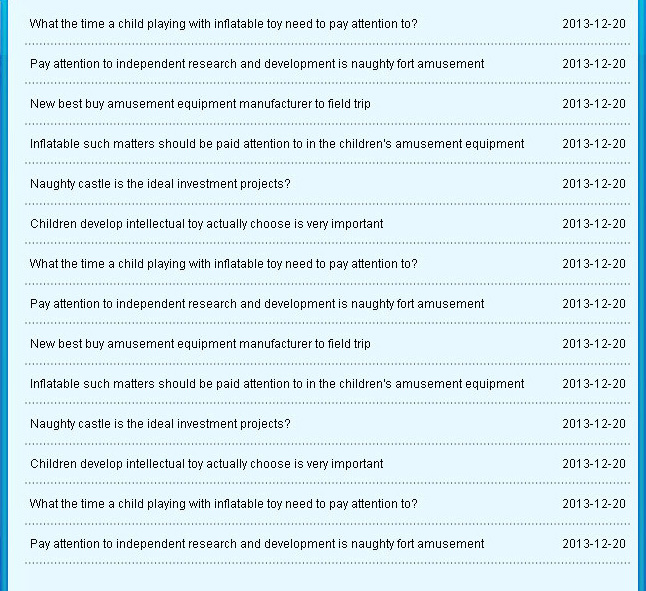 What the time a child playing with inflatable toy need to pay attention to? 2013-12-20
Pay attention to independent research and development is naughty fort amusement 2013-12-20
New best buy amusement equipment manufacturer to field trip 2013-12-20
Inflatable such matters should be paid attention to in the children's amusement equipment 2013-12-20
Naughty castle is the ideal investment projects? 2013-12-20
Children develop intellectual toy actually choose is very important 2013-12-20
What the time a child playing with inflatable toy need to pay attention to? 2013-12-20
Pay attention to independent research and development is naughty fort amusement 2013-12-20
New best buy amusement equipment manufacturer to field trip 2013-12-20
Inflatable such matters should be paid attention to in the children's amusement equipment 2013-12-20
Naughty castle is the ideal investment projects? 2013-12-20
Children develop intellectual toy actually choose is very important 2013-12-20
What the time a child playing with inflatable toy need to pay attention to? 2013-12-20
Pay attention to independent research and development is naughty fort amusement 2013-12-20